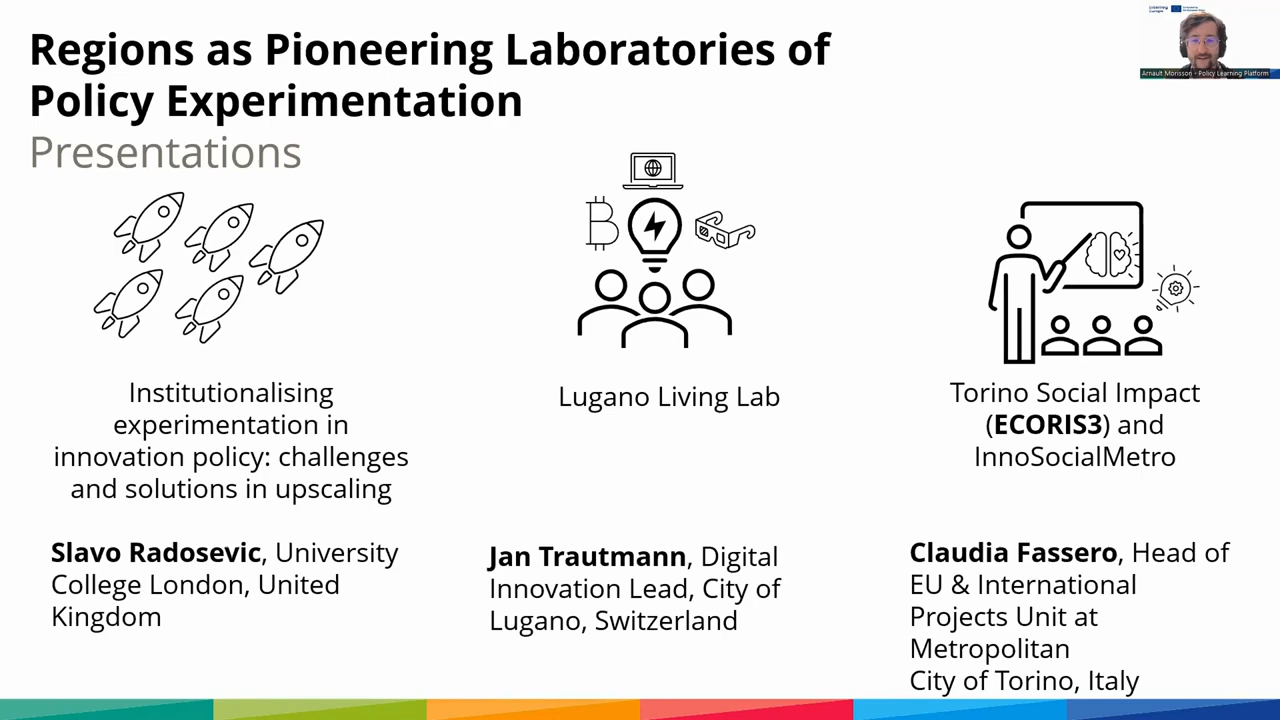 Regions as Pioneering Laboratories of
Policy Experimentation
Presentations
Institutionalising
experimentation in
innovation policy: challenges
and solutions in upscaling
Slavo Radosevic, University
College London, United
Kingdom
Lugano Living Lab
Jan Trautmann, Digital
Innovation Lead, City of
Lugano, Switzerland
Torino Social Impact
(ECORIS3) and
InnoSocialMetro
Claudia Fassero, Head of
EU & International
Projects Unit at
Metropolitan
City of Torino, Italy
Interreg
Europe
Arnault Morisson - Policy Learning Platform